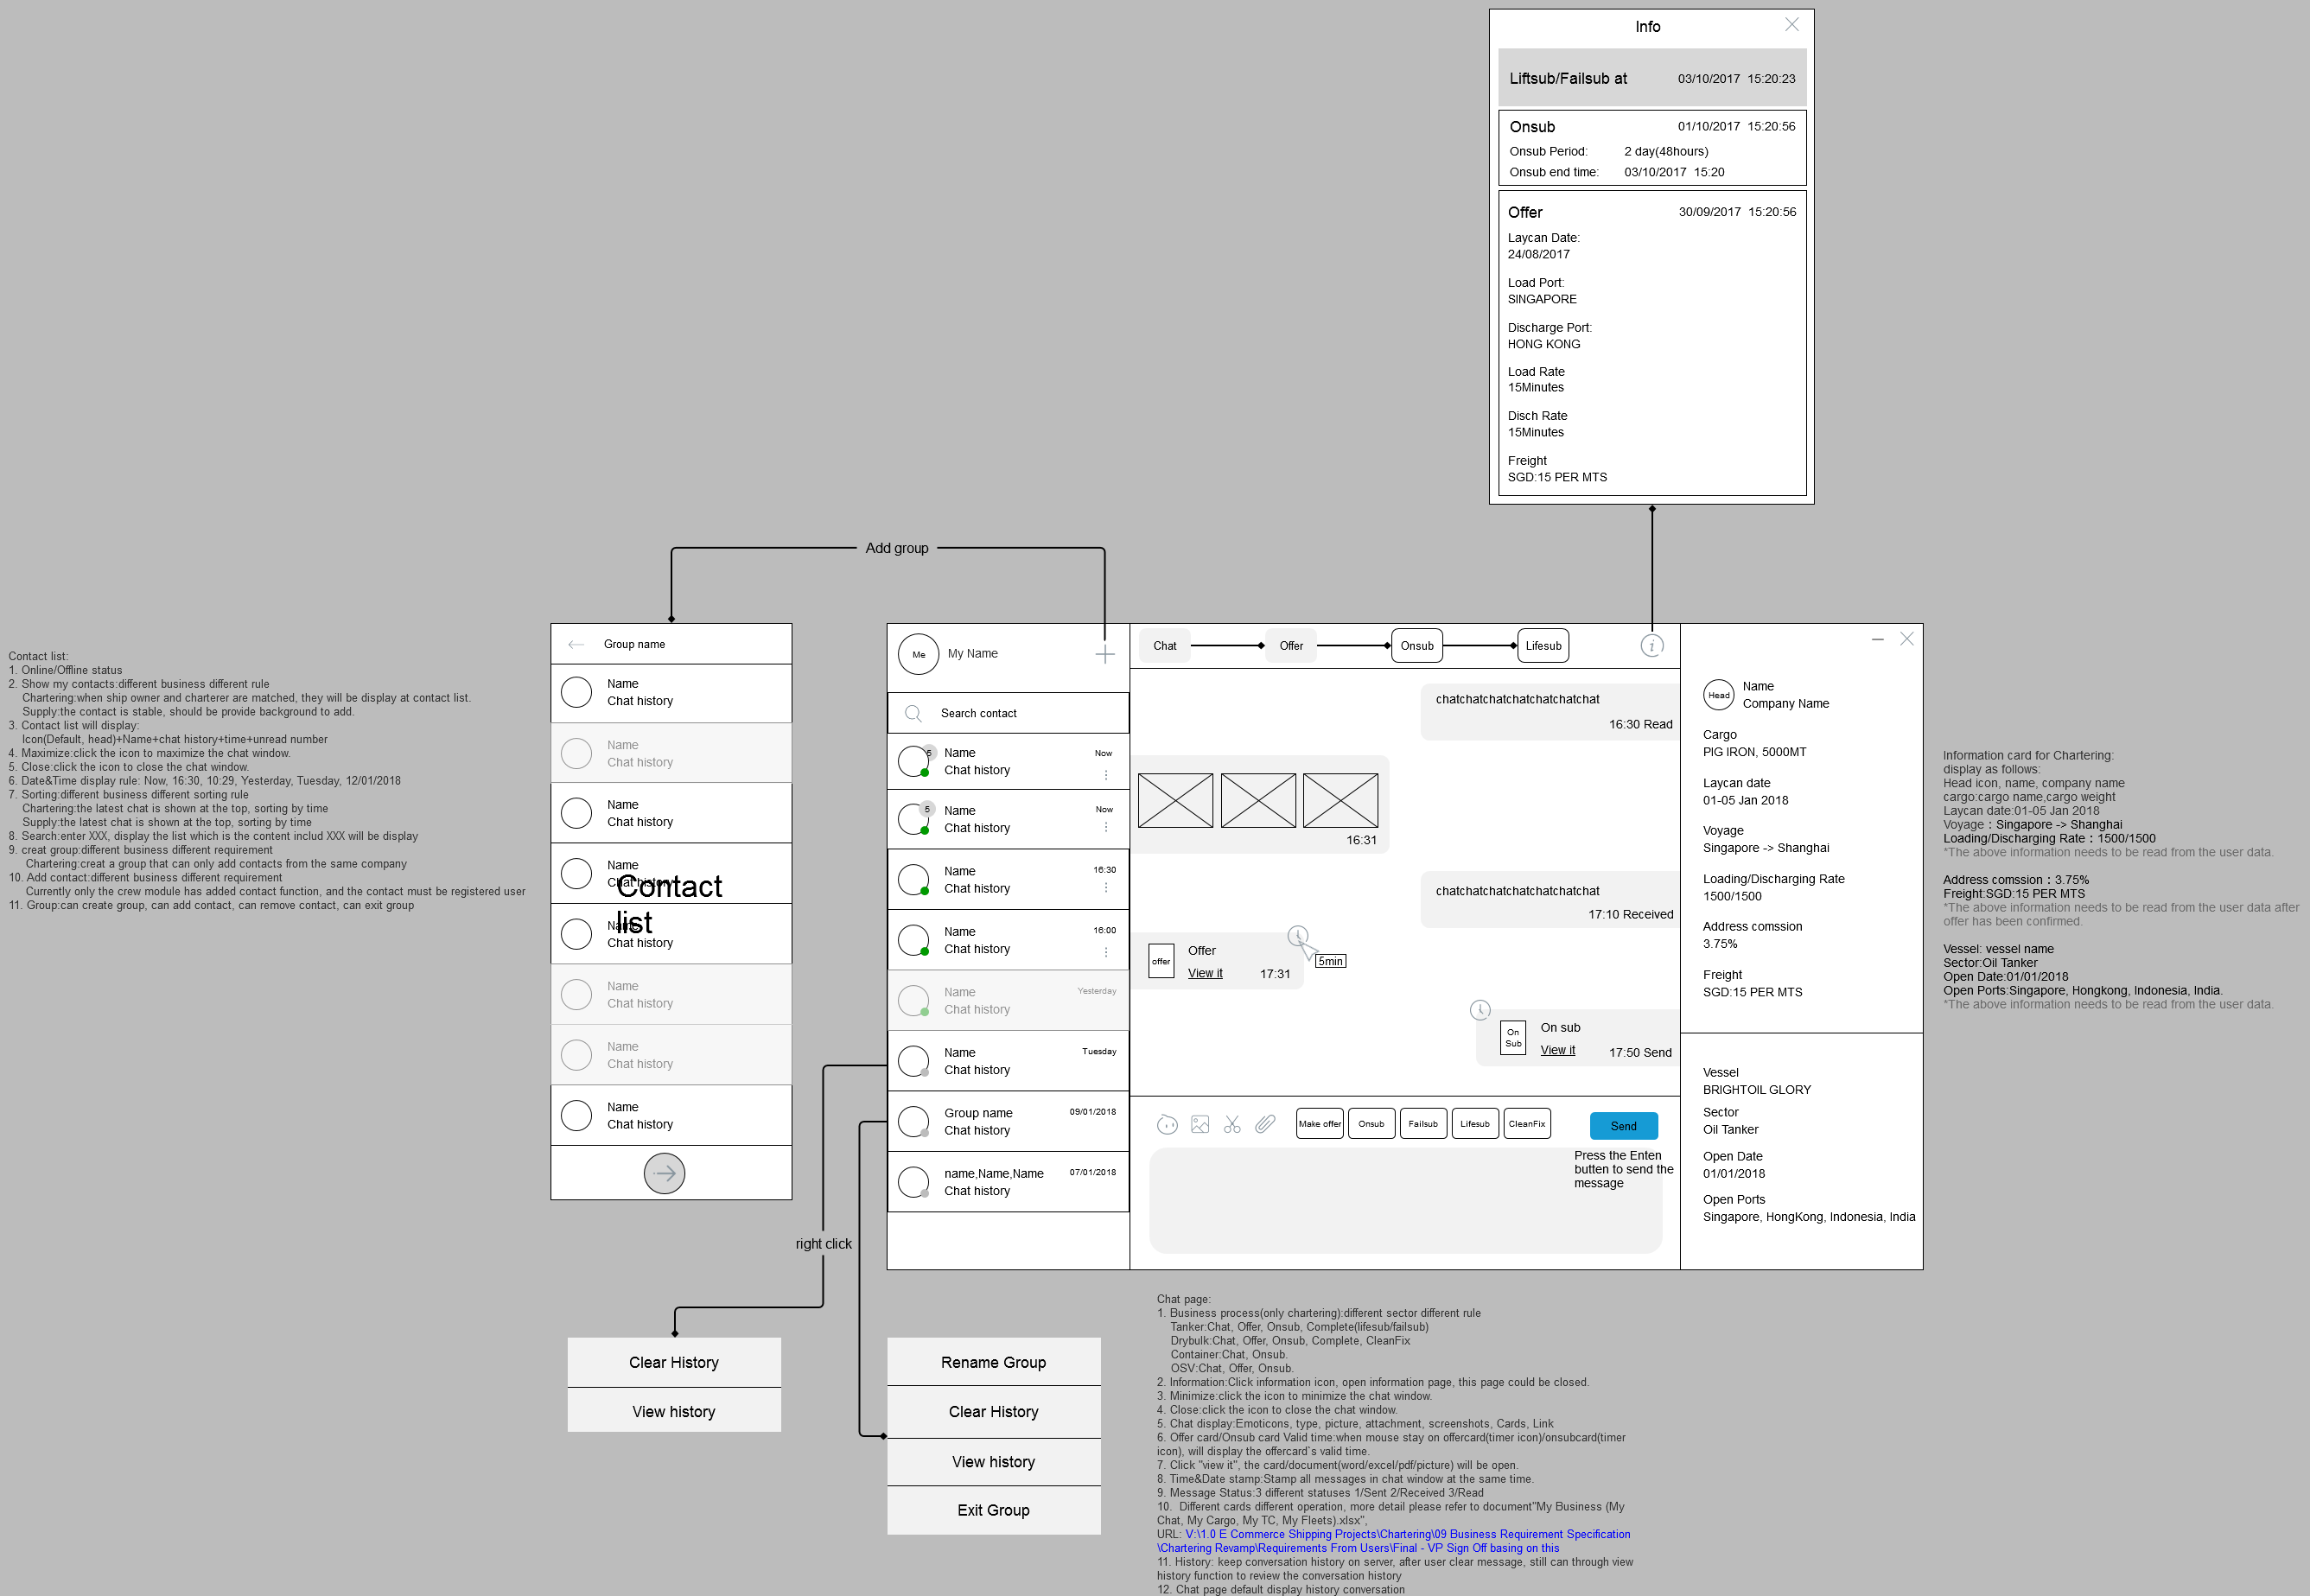 Info
Liftsub/Failsub at 03/10/2017 15:20:23
Onsub 01/10/2017 15:20:56
Onsub Period: 2 day(48hours)
Onsub end time: 03/10/2017 15:20
Offer 30/09/2017 15:20:56
Laycan Date:
24/08/2017
Load Port:
SINGAPORE
Discharge Port:
HONG KONG
Load Rate
15Minutes
Disch Rate
15Minutes
Freight
SGD:15 PER MTS
Add group
Contact list:
1. Online/Offline status
2. Show my contacts:different business different rule
Chartering:when ship owner and charterer are matched, they will be display at contact list.
Supply:the contact is stable, should be provide background to add.
3. Contact list will display:
Icon(Default, head)+Name+chat history+time+unread number
4. Maximize:click the icon to maximize the chat window.
5. Close:click the icon to close the chat window.
6. Date&Time display rule: Now, 16:30, 10:29, Yesterday, Tuesday, 12/01/2018
7. Sorting:different business different sorting rule
Chartering:the latest chat is shown at the top, sorting by time
Supply:the latest chat is shown at the top, sorting by time
8. Search:enter XXX, display the list which is the content includ XXX will be display
9. creat group:different business different requirement
Chartering:creat a group that can only add contacts from the same company
10. Add contact:different business different requirement
Currently only the crew module has added contact function, and the contact must be registered user
11. Group:can create group, can add contact, can remove contact, can exit group
Group name
Name
Chat history
Name
Chat history
Name
Chat history
Name
Chat history
Contact
list
Name
Chat history
Name
Chat history
Name
Chat history
Name
Chat history
Me My Name
Search contact
5 Name Now
Chat history
5 Name Now
Chat history
Name 16:30
Chat history
Name 16:00
Chat history
Name Yesterday
Chat history
Name Tuesday
Chat history
Group name 09/01/2018
Chat history
name,Name,Name 07/01/2018
Chat history
Chat Offer Onsub Lifesub
chatchatchatchatchatchatchat
16:30 Read
16:31
chatchatchatchatchatchatchat
17:10 Received
offer Offer
View it 17:31
5min
On
Sub
On sub
View it 17:50 Send
Make offer Onsub Failsub Lifesub CleanFix Send
Press the Enten
butten to send the
message
Head Name
Company Name
Cargo
PIG IRON, 5000MT
Laycan date
01-05 Jan 2018
Voyage
Singapore -> Shanghai
Loading/Discharging Rate
1500/1500
Address comssion
3.75%
Freight
SGD:15 PER MTS
Vessel
BRIGHTOIL GLORY
Sector
Oil Tanker
Open Date
01/01/2018
Open Ports
Singapore, HongKong, Indonesia, India
Information card for Chartering:
display as follows:
Head icon, name, company name
cargo:cargo name,cargo weight
Laycan date:01-05 Jan 2018
Voyage：Singapore -> Shanghai
Loading/Discharging Rate：1500/1500
*The above information needs to be read from the user data.
Address comssion：3.75%
Freight:SGD:15 PER MTS
*The above information needs to be read from the user data after
offer has been confirmed.
Vessel: vessel name
Sector:Oil Tanker
Open Date:01/01/2018
Open Ports:Singapore, Hongkong, Indonesia, India.
*The above information needs to be read from the user data.
right click
Clear History
View history
Rename Group
Clear History
View history
Exit Group
Chat page:
1. Business process(only chartering):different sector different rule
Tanker:Chat, Offer, Onsub, Complete(lifesub/failsub)
Drybulk:Chat, Offer, Onsub, Complete, CleanFix
Container:Chat, Onsub.
OSV:Chat, Offer, Onsub.
2. Information:Click information icon, open information page, this page could be closed.
3. Minimize:click the icon to minimize the chat window.
4. Close:click the icon to close the chat window.
5. Chat display:Emoticons, type, picture, attachment, screenshots, Cards, Link
6. Offer card/Onsub card Valid time:when mouse stay on offercard(timer icon)/onsubcard(timer
icon), will display the offercard`s valid time.
7. Click "view it", the card/document(word/excel/pdf/picture) will be open.
8. Time&Date stamp:Stamp all messages in chat window at the same time.
9. Message Status:3 different statuses 1/Sent 2/Received 3/Read
10. Different cards different operation, more detail please refer to document"My Business (My
Chat, My Cargo, My TC, My Fleets).xlsx",
URL: V:\1.0 E Commerce Shipping Projects\Chartering\09 Business Requirement Specification
\Chartering Revamp\Requirements From Users\Final - VP Sign Off basing on this
11. History: keep conversation history on server, after user clear message, still can through view
history function to review the conversation history
12. Chat page default display history conversation